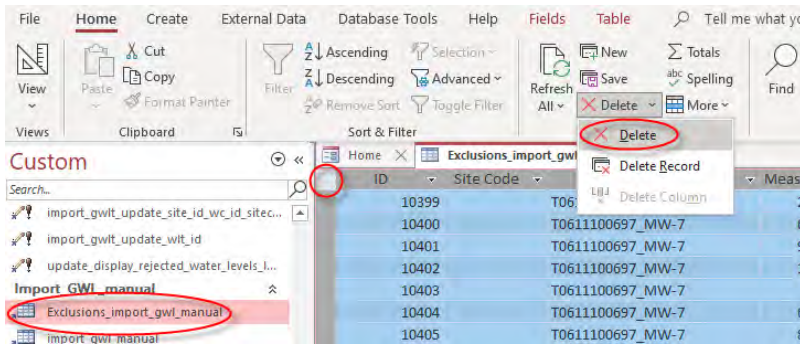 File Home Create External Data Database Tools Help Fields Table Tell me what
View
Paste
Cut
Copy
Format Painter
Filter
Ascending
Descending
Remove Sort
Selection
Advanced
Toggle Filter
Refresh All
New
Save
Delete
Totals
Spelling
More
Find
Views Clipboard Sort & Filter
Delete
Delete Record
Delete Column
Custom
Search...
import_gwlt_update_site_id_wc_id_sitec...
import_gwlt_update_wlt_id
update_display_rejected_water_levels_l...
Import_GWL_manual
Exclusions_import_gwl_manual
import_gwl_manual
Home Exclusions_import_gwl
ID Site Code Meas
10399 T06
10400 T0611100697_MW-7
10401 T0611100697_MW-7
10402 T0611100697_MW-7
10403 T0611100697_MW-7
10404 T0611100697_MW-7
10405 T0611100697_MW-7